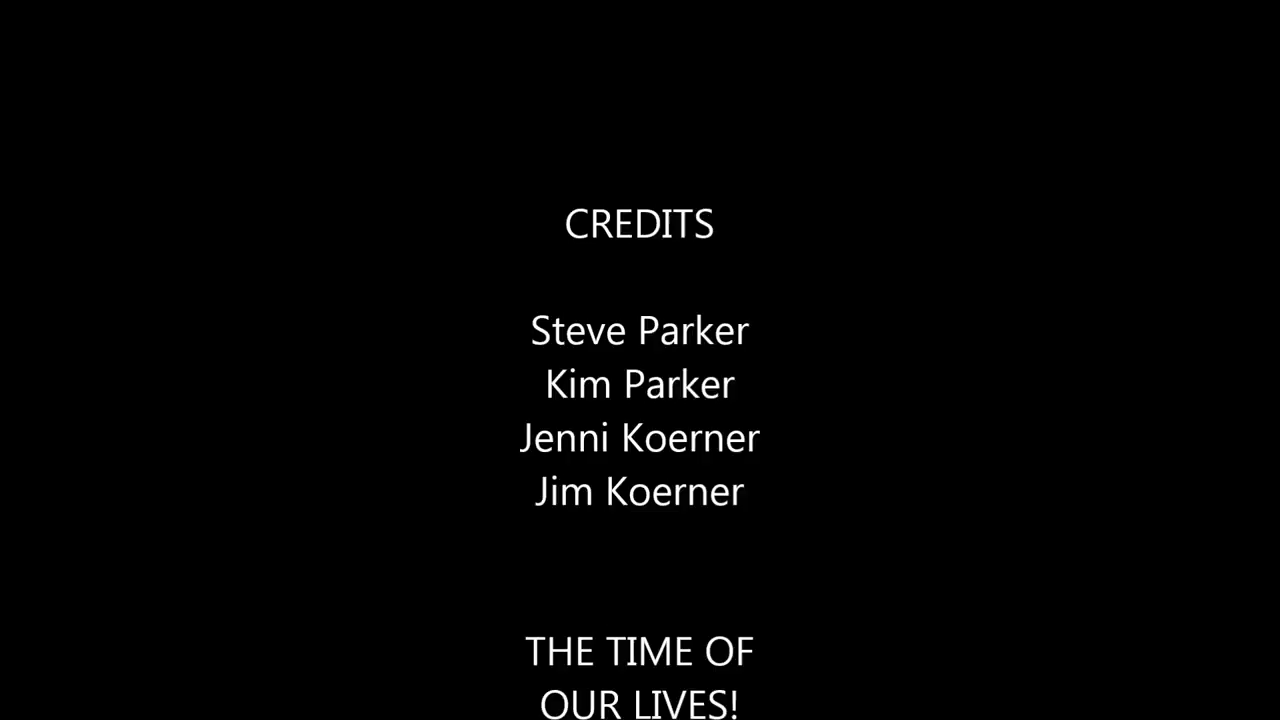 CREDITS
Steve Parker
Kim Parker
Jenni Koerner
Jim Koerner
THE TIME OF
OUR LIVES!